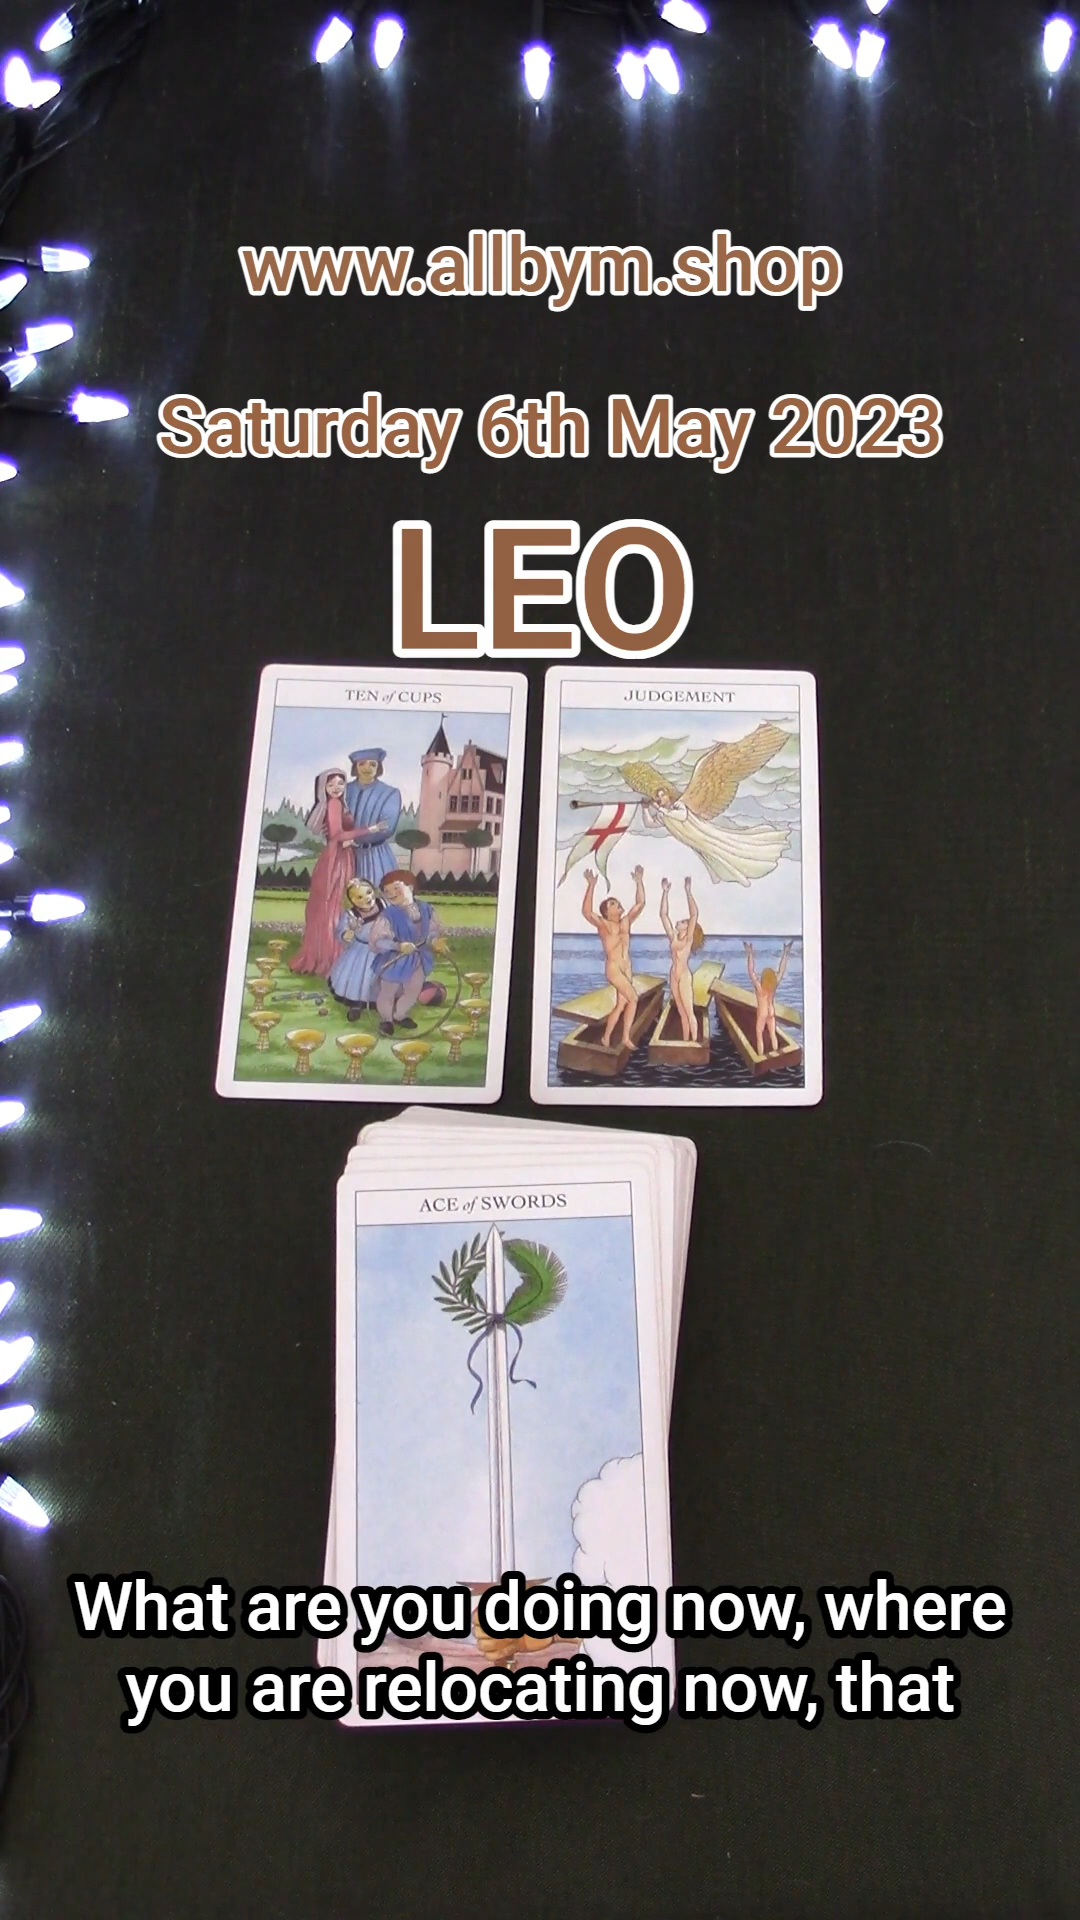 www.allbym.shop
Saturday 6th May 2023
LEO
TEN of CUPS
JUDGEMENT
ACE of SWORDS
What are you doing now, where
you are relocating now, that